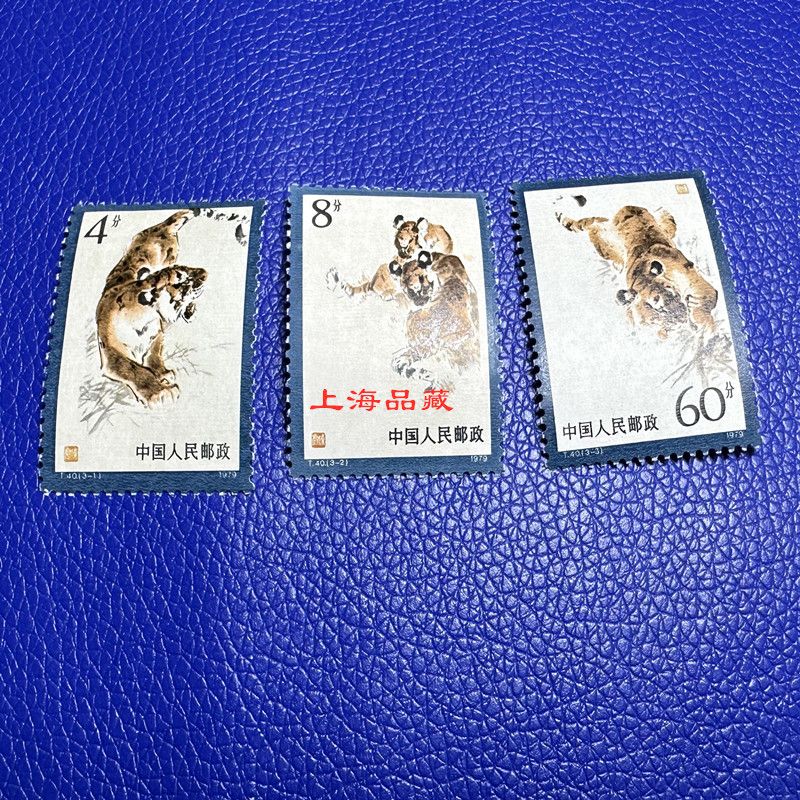 4分
中国人民邮政
T.40.(3-1) 1979
8分
上海品藏
中国人民邮政
T.40.(3-2) 1979
60分
中国人民邮政
T.40.(3-3) 1979